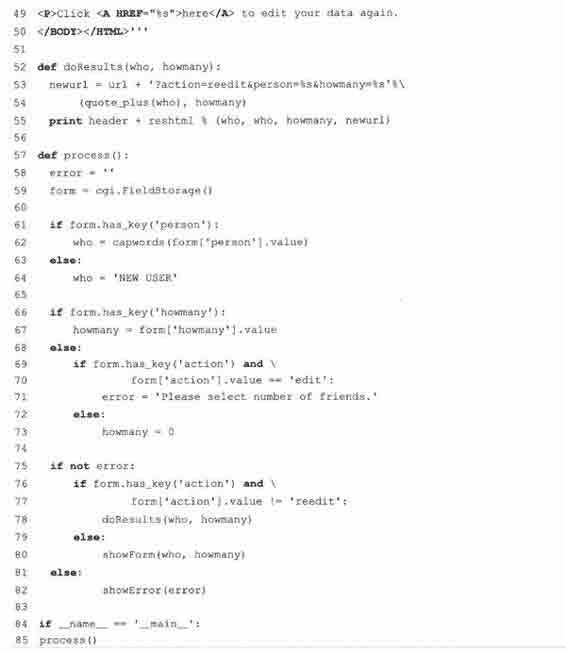 49 <P>Click <A HREF="%s">here</A> to edit your data again.
50 </BODY></HTML>'''
51
52 def doResults(who, howmany):
53 newurl = url + '?action=reedit&person=%s&howmany=%s'%\
54 (quote_plus(who), howmany)
55 print header + reshtml % (who, who, howmany, newurl)
56
57 def process():
58 error = ''
59 form = cgi.FieldStorage()
60
61 if form.has_key('person'):
62 who = capwords(form['person'].value)
63 else:
64 who = 'NEW USER'
65
66 if form.has_key('howmany'):
67 howmany = form['howmany'].value
68 else:
69 if form.has_key('action') and \
70 form['action'].value == 'edit':
71 error = 'Please select number of friends.'
72 else:
73 howmany = 0
74
75 if not error:
76 if form.has_key('action') and \
77 form['action'].value != 'reedit':
78 doResults(who, howmany)
79 else:
80 showForm(who, howmany)
81 else:
82 showError(error)
83
84 if __name__ == '__main__':
85 process()